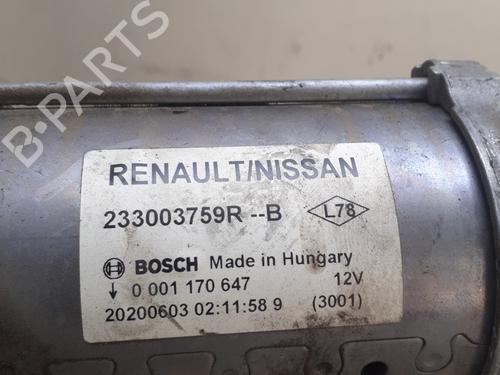 B-PARTS
RENAULT/NISSAN
233003759R --B L78
BOSCH Made in Hungary
0 001 170 647 12V
20200603 02:11:58 9 (3001)